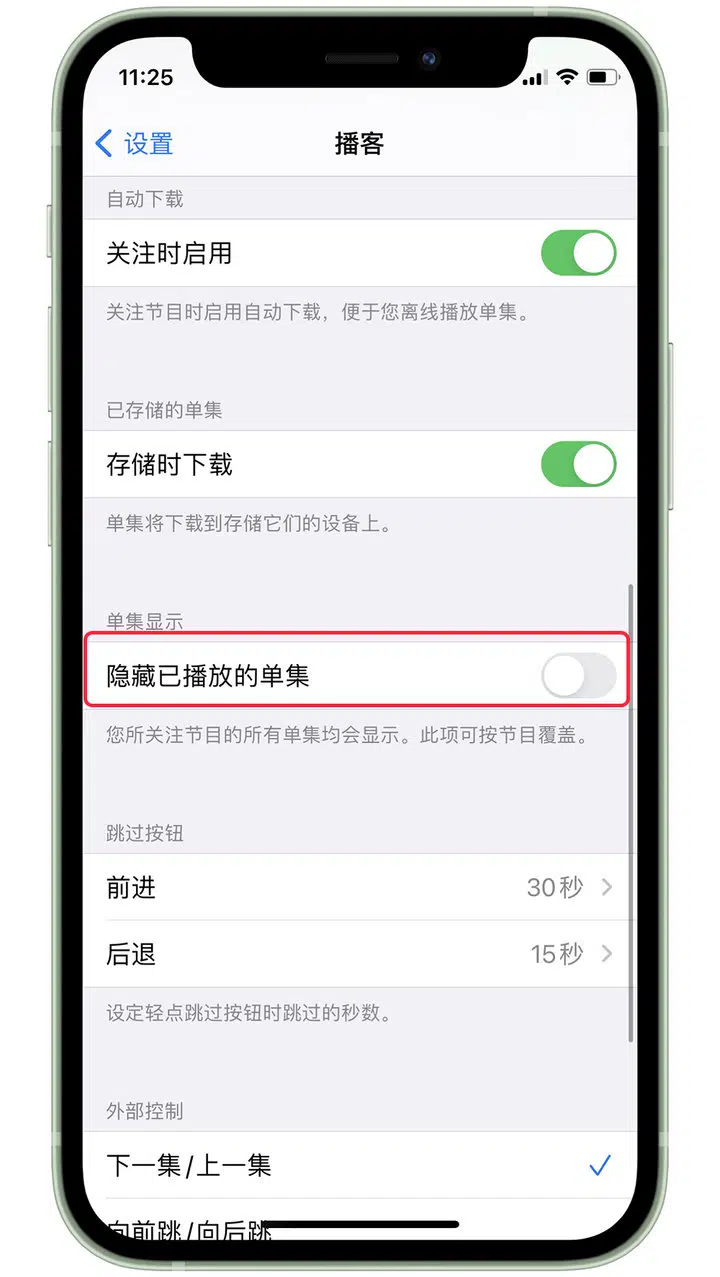 11:25
设置
播客
自动下载
关注时启用
关注节目时启用自动下载，便于您离线播放单集。
已存储的单集
存储时下载
单集将下载到存储它们的设备上。
单集显示
隐藏已播放的单集
您所关注节目的所有单集均会显示。此项可按节目覆盖。
跳过按钮
前进 30秒
后退 15秒
设定轻点跳过按钮时跳过的秒数。
外部控制
下一集/上一集
向前跳/向后跳